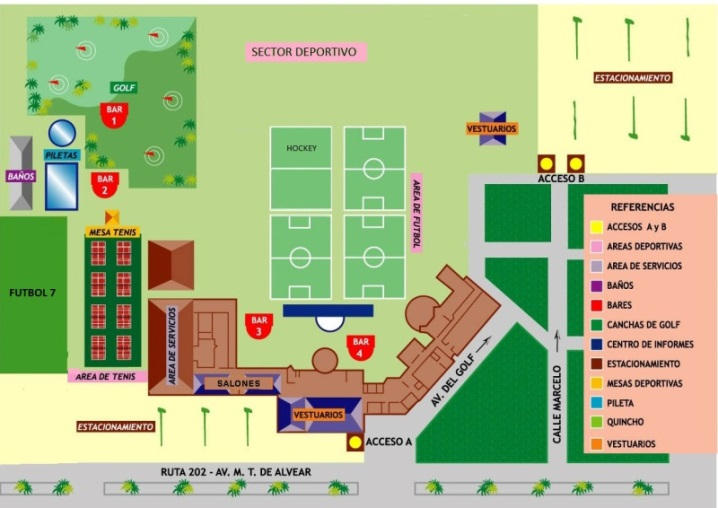 SECTOR DEPORTIVO
ESTACIONAMIENTO
GOLF
BAR
1
VESTUARIOS
HOCKEY
PILETAS
BAÑOS
BAR
2
ACCESO B
AREA DE FUTBOL
MESA TENIS
FUTBOL 7
AREA DE SERVICIOS
BAR
3
BAR
4
AREA DE TENIS
SALONES
VESTUARIOS
ESTACIONAMIENTO
ACCESO A
AV. DEL GOLF
CALLE MARCELO
RUTA 202 - AV. M. T. DE ALVEAR
REFERENCIAS
ACCESOS A y B
AREAS DEPORTIVAS
AREA DE SERVICIOS
BAÑOS
BARES
CANCHAS DE GOLF
CENTRO DE INFORMES
ESTACIONAMIENTO
MESAS DEPORTIVAS
PILETA
QUINCHO
VESTUARIOS